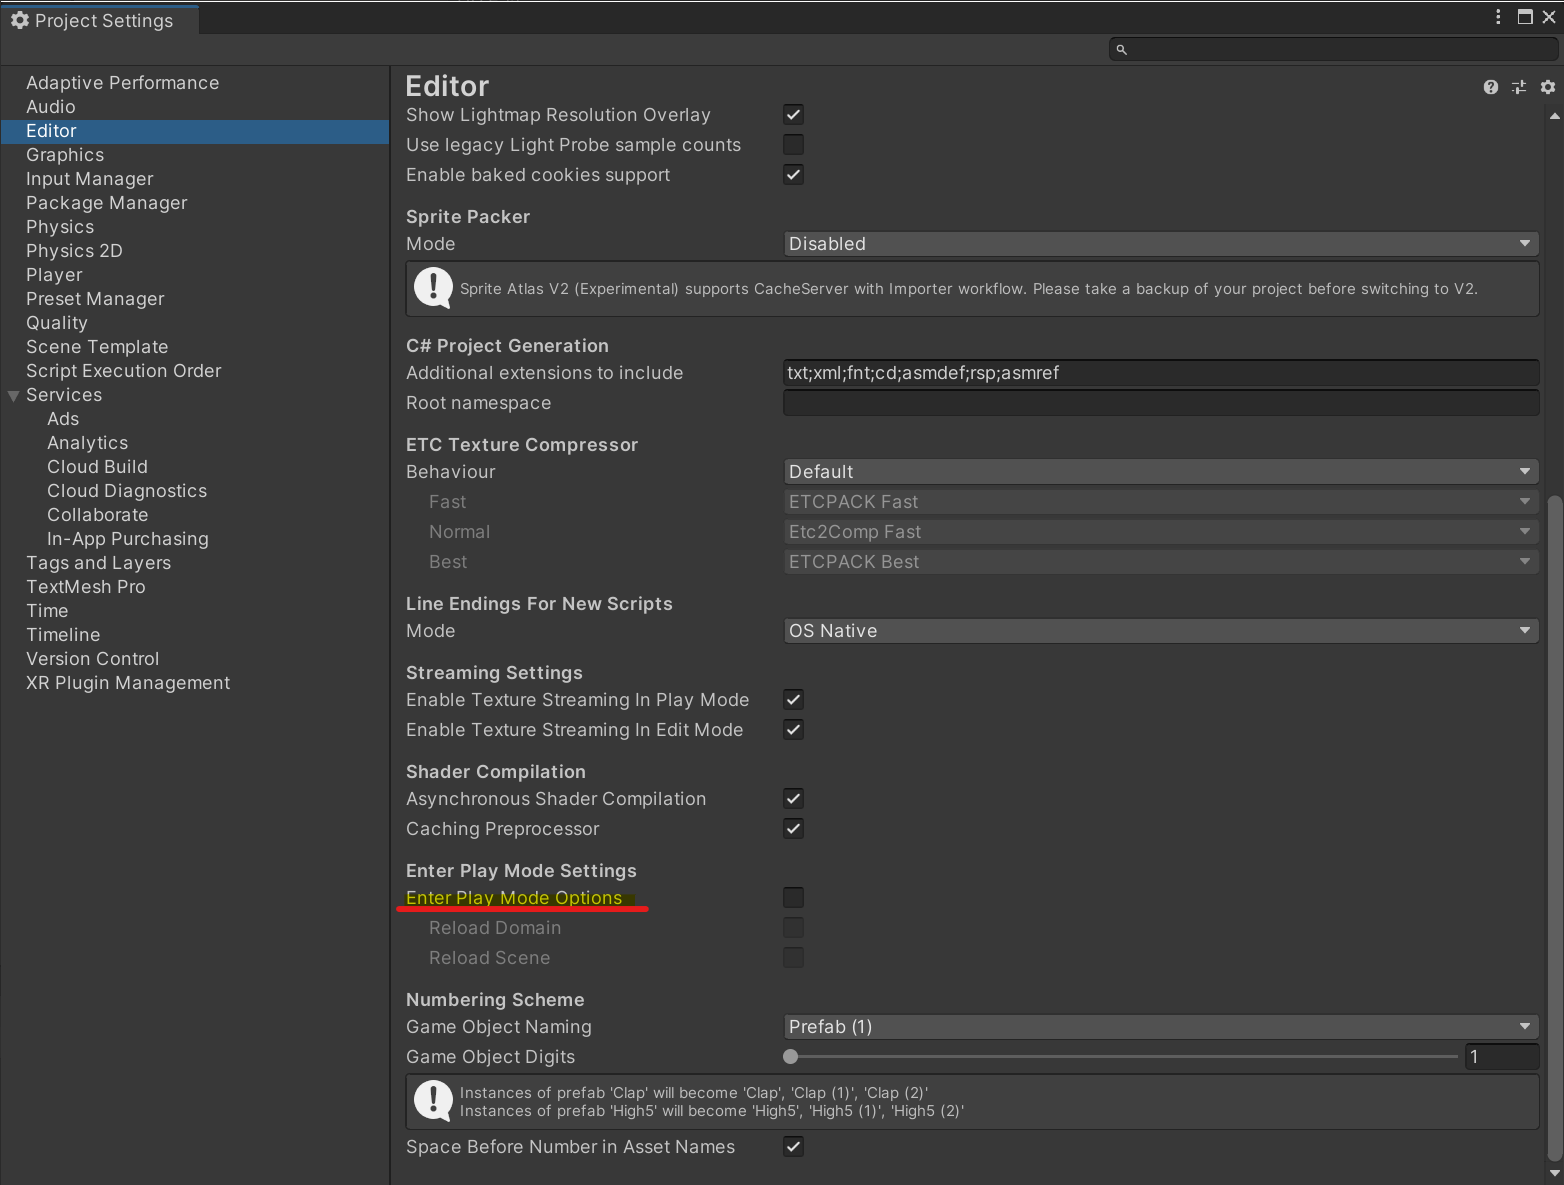 Project Settings
Adaptive Performance
Audio
Editor
Graphics
Input Manager
Package Manager
Physics
Physics 2D
Player
Preset Manager
Quality
Scene Template
Script Execution Order
Services
Ads
Analytics
Cloud Build
Cloud Diagnostics
Collaborate
In-App Purchasing
Tags and Layers
TextMesh Pro
Time
Timeline
Version Control
XR Plugin Management
Editor
Show Lightmap Resolution Overlay
Use legacy Light Probe sample counts
Enable baked cookies support
Sprite Packer
Mode Disabled
Sprite Atlas V2 (Experimental) supports CacheServer with Importer workflow. Please take a backup of your project before switching to V2.
C# Project Generation
Additional extensions to include txt;xml;fnt;cd;asmdef;rsp;asmref
Root namespace
ETC Texture Compressor
Behaviour Default
Fast ETCPACK Fast
Normal Etc2Comp Fast
Best ETCPACK Best
Line Endings For New Scripts
Mode OS Native
Streaming Settings
Enable Texture Streaming In Play Mode
Enable Texture Streaming In Edit Mode
Shader Compilation
Asynchronous Shader Compilation
Caching Preprocessor
Enter Play Mode Settings
Enter Play Mode Options
Reload Domain
Reload Scene
Numbering Scheme
Game Object Naming Prefab (1)
Game Object Digits 1
Instances of prefab 'Clap' will become 'Clap', 'Clap (1)', 'Clap (2)'
Instances of prefab 'High5' will become 'High5', 'High5 (1)', 'High5 (2)'
Space Before Number in Asset Names